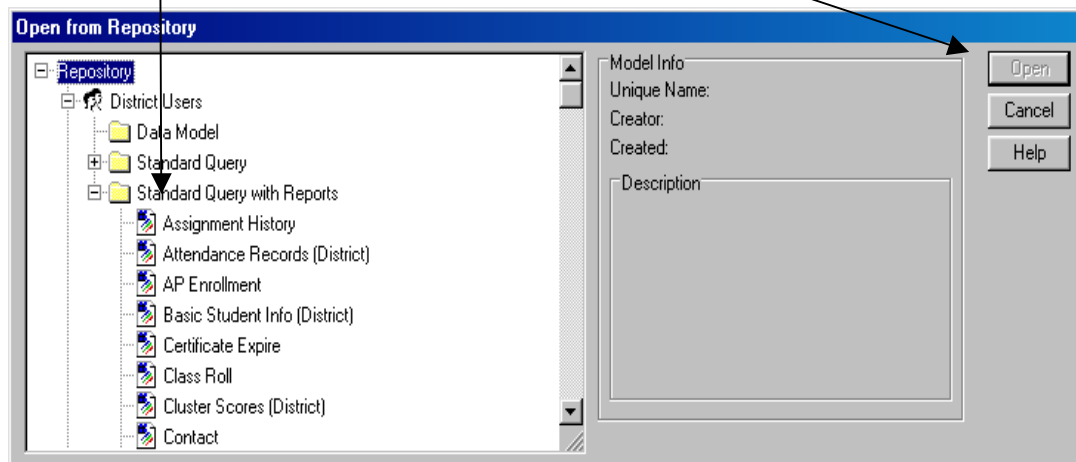 Open from Repository
Repository
District Users
Data Model
Standard Query
Standard Query with Reports
Assignment History
Attendance Records (District)
AP Enrollment
Basic Student Info (District)
Certificate Expire
Class Roll
Cluster Scores (District)
Contact
Model Info
Unique Name:
Creator:
Created:
Description
Open
Cancel
Help